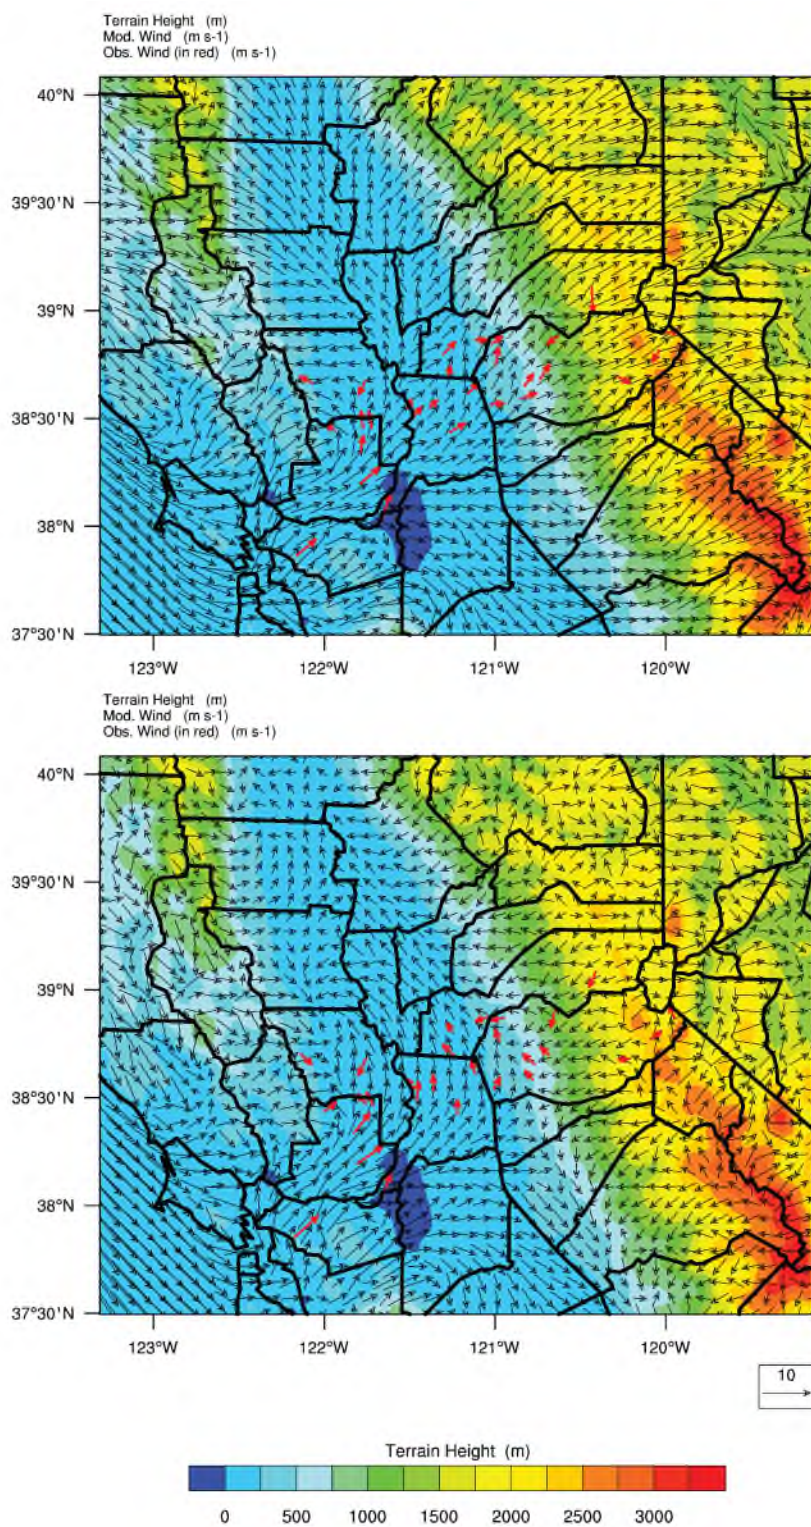 Terrain Height (m)
Mod. Wind (m s-1)
Obs. Wind (in red) (m s-1)
40°N
39°30'N
39°N
38°30'N
38°N
37°30'N
123°W 122°W 121°W 120°W
Terrain Height (m)
Mod. Wind (m s-1)
Obs. Wind (in red) (m s-1)
40°N
39°30'N
39°N
38°30'N
38°N
37°30'N
123°W 122°W 121°W 120°W
10
Terrain Height (m)
0 500 1000 1500 2000 2500 3000